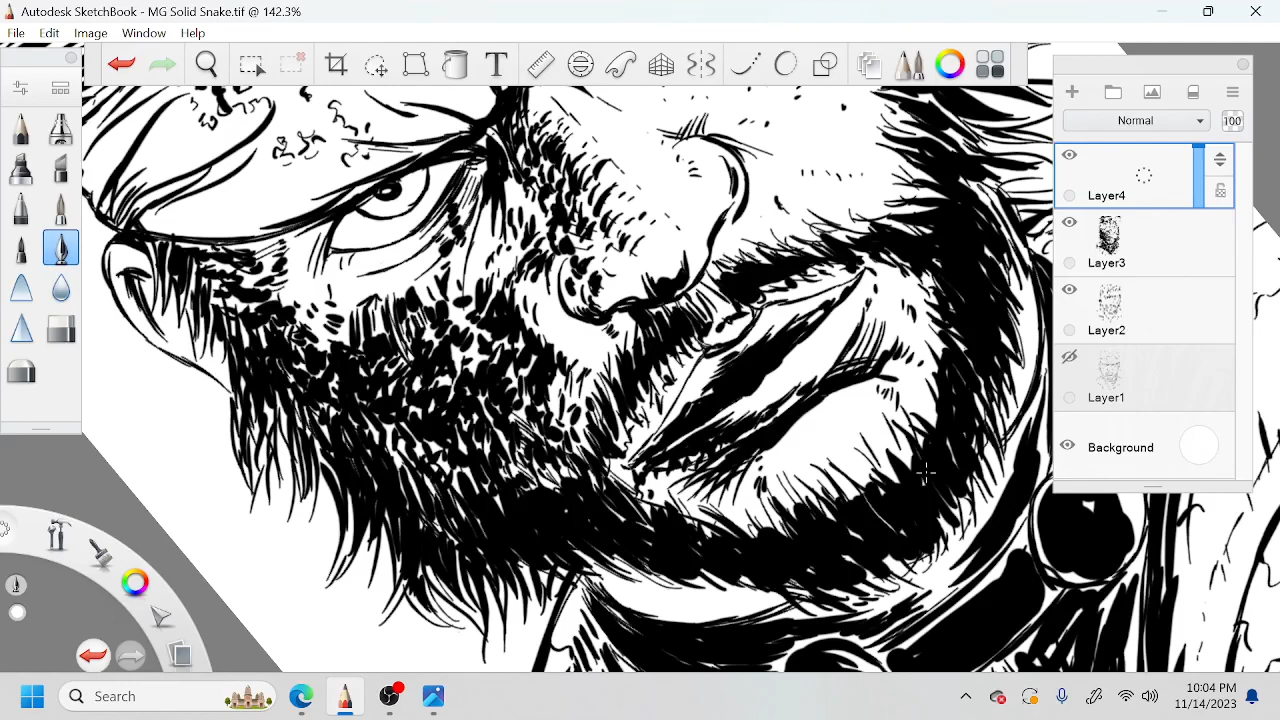 Autodesk SketchBook - MG Solid Snake.tif @ 142.3%
File Edit Image Window Help
T
Normal 100
Layer4
Layer3
Layer2
Layer1
Background
Search
10:04 PM
11/14/2023